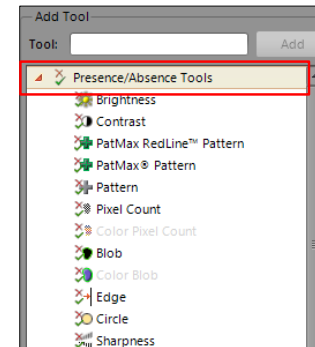 Add Tool
Tool: Add
Presence/Absence Tools
Brightness
Contrast
PatMax RedLine™ Pattern
PatMax® Pattern
Pattern
Pixel Count
Color Pixel Count
Blob
Color Blob
Edge
Circle
Sharpness